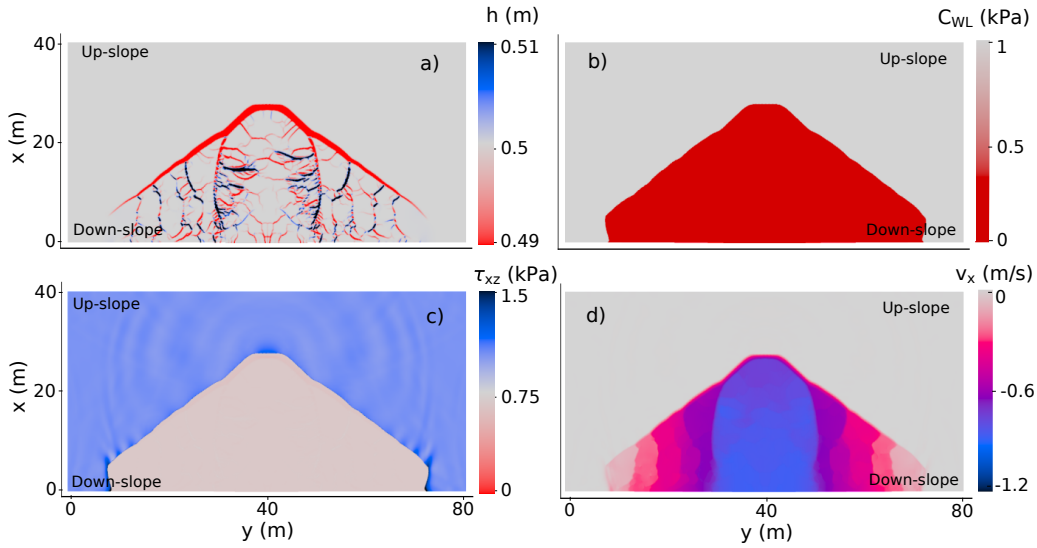 h (m)
C_WL (kPa)
40
Up-slope
a)
0.51
b)
Up-slope
1
x (m)
20
0.5
0.5
Down-slope
0
0.49
Down-slope
0
τ_xz (kPa)
v_x (m/s)
40
Up-slope
c)
1.5
d)
Up-slope
0
x (m)
20
0.75
-0.6
Down-slope
0
0
Down-slope
-1.2
0
40
80
0
40
80
y (m)
y (m)